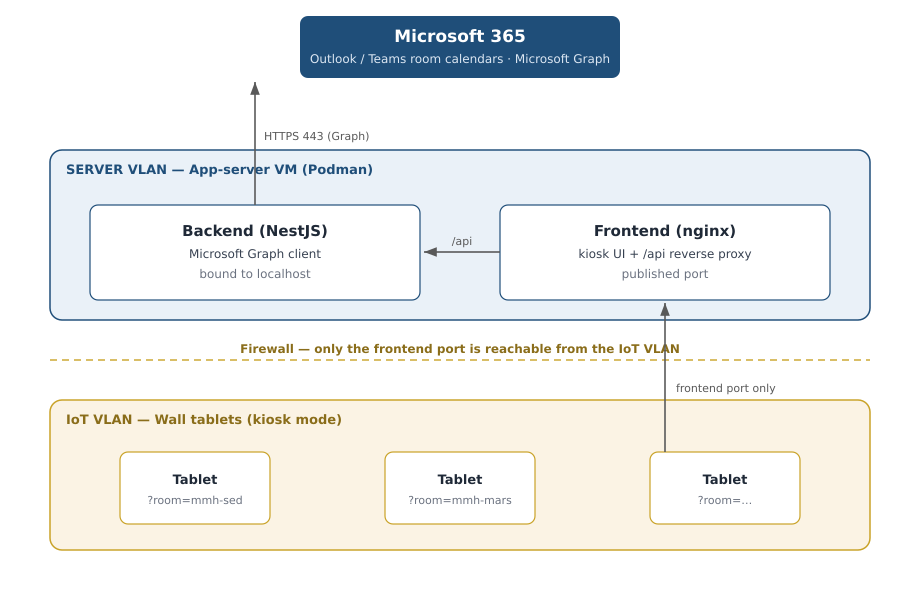 Microsoft 365
Outlook / Teams room calendars · Microsoft Graph
HTTPS 443 (Graph)
SERVER VLAN — App-server VM (Podman)
Backend (NestJS)
Microsoft Graph client
bound to localhost
/api
Frontend (nginx)
kiosk UI + /api reverse proxy
published port
Firewall — only the frontend port is reachable from the IoT VLAN
frontend port only
IoT VLAN — Wall tablets (kiosk mode)
Tablet
?room=mmh-sed
Tablet
?room=mmh-mars
Tablet
?room=…